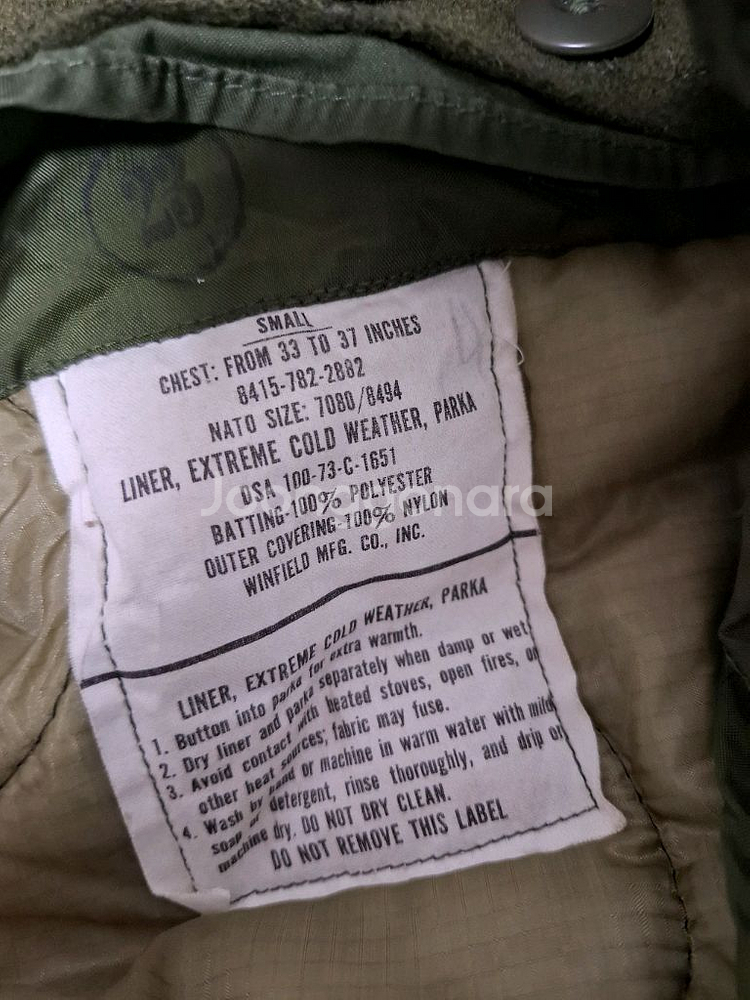 SMALL
CHEST: FROM 33 TO 37 INCHES
8415-782-2882
NATO SIZE: 7080/8494
LINER, EXTREME COLD WEATHER, PARKA
DSA 100-73-C-1651
BATTING-100% POLYESTER
OUTER COVERING-100% NYLON
WINFIELD MFG. CO., INC.
LINER, EXTREME COLD WEATHER, PARKA
1. Button into parka for extra warmth.
2. Dry liner and parka separately when damp or wet.
3. Avoid contact with heated stoves, open fires, or
other heat sources; fabric may fuse.
4. Wash by hand or machine in warm water with mild
soap or detergent, rinse thoroughly, and drip or
machine dry. DO NOT DRY CLEAN.
DO NOT REMOVE THIS LABEL